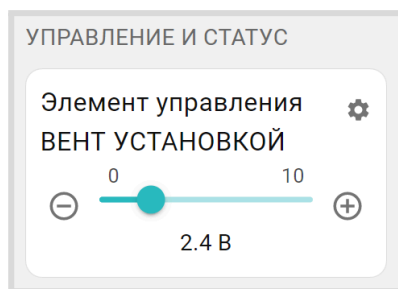 УПРАВЛЕНИЕ И СТАТУС
Элемент управления
ВЕНТ УСТАНОВКОЙ
0 10
2.4 В